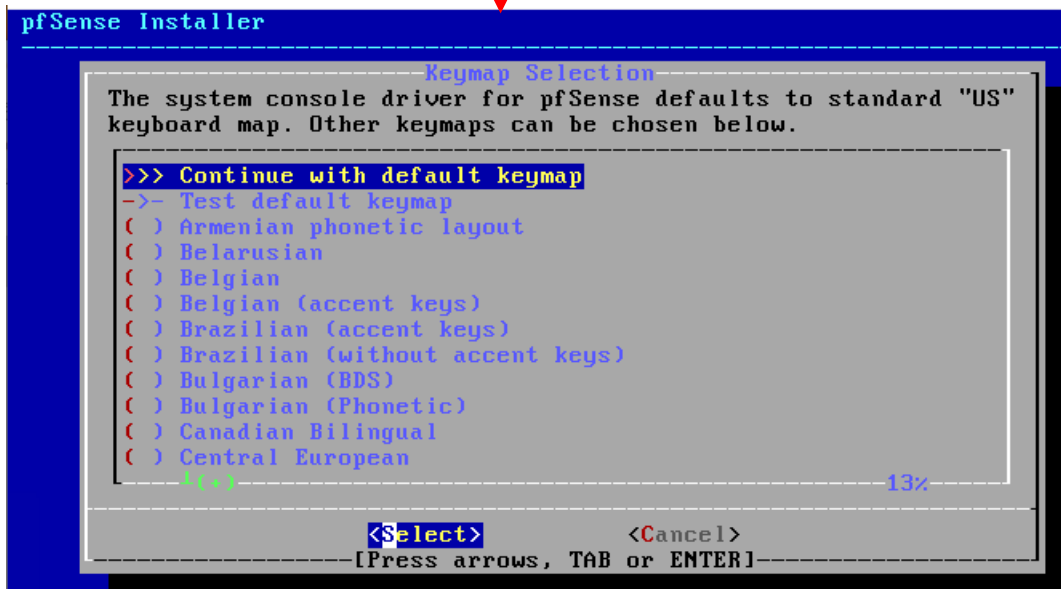 pfSense Installer
Keymap Selection
The system console driver for pfSense defaults to standard "US"
keyboard map. Other keymaps can be chosen below.
>>> Continue with default keymap
->- Test default keymap
( ) Armenian phonetic layout
( ) Belarusian
( ) Belgian
( ) Belgian (accent keys)
( ) Brazilian (accent keys)
( ) Brazilian (without accent keys)
( ) Bulgarian (BDS)
( ) Bulgarian (Phonetic)
( ) Canadian Bilingual
( ) Central European
┴(+) 13%
<Select> <Cancel>
[Press arrows, TAB or ENTER]